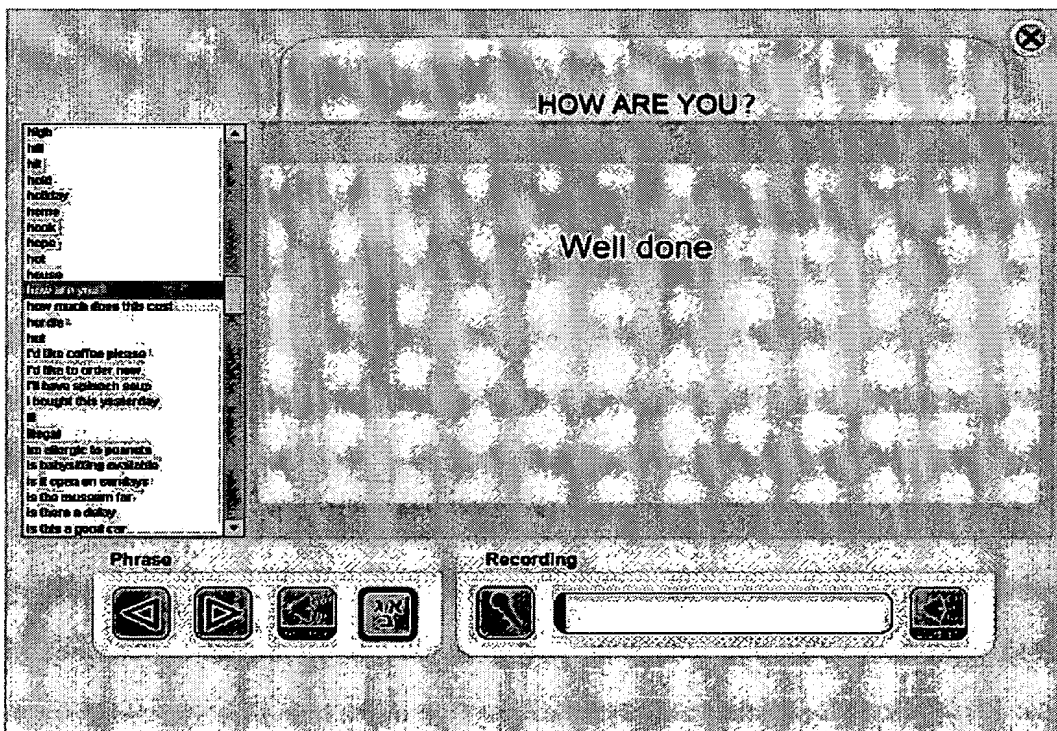 HOW ARE YOU?
high
hill
hit
hold
holiday
home
hook
hope
hot
house
how are you?
how much does this cost
hurdle
hut
I'd like coffee please
I'd like to order now
I'll have spinach soup
I bought this yesterday
ill
illegal
Im allergic to peanuts
is babysitting available
is it open on sundays
is the museum far
is there a delay
is this a good car
Well done
Phrase
Recording